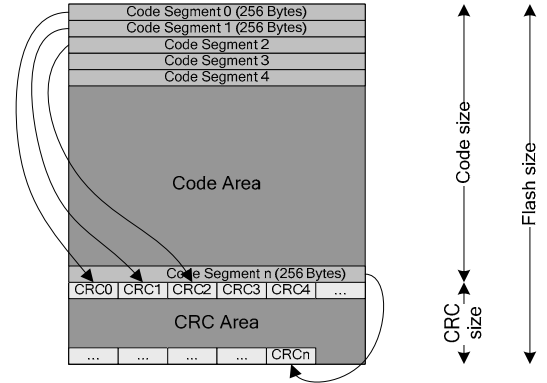 Code Segment 0 (256 Bytes)
Code Segment 1 (256 Bytes)
Code Segment 2
Code Segment 3
Code Segment 4
Code Area
Code Segment n (256 Bytes)
CRC0 CRC1 CRC2 CRC3 CRC4 ...
CRC Area
... ... ... ... CRCn
Code size
CRC
size
Flash size